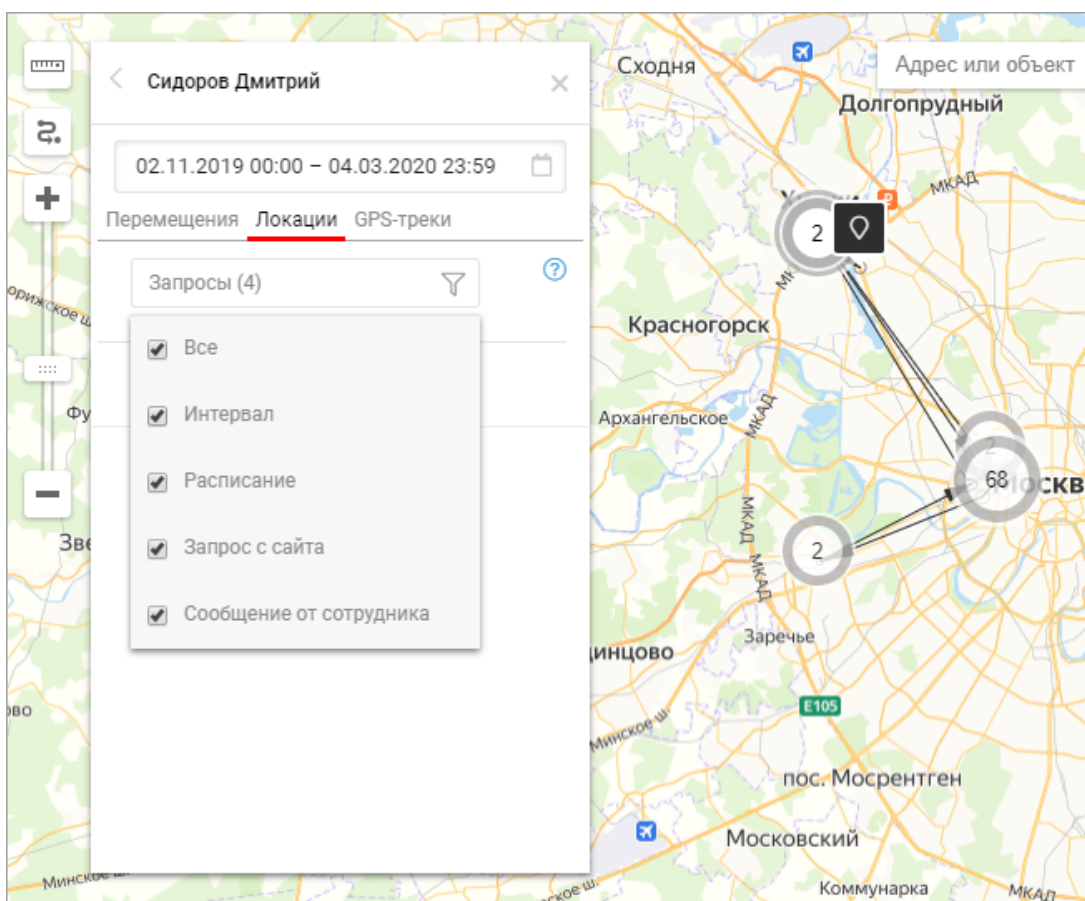 Сидоров Дмитрий
02.11.2019 00:00 – 04.03.2020 23:59
Перемещения Локации GPS-треки
Запросы (4)
?
Все
Интервал
Расписание
Запрос с сайта
Сообщение от сотрудника
Адрес или объект
Сходня
Долгопрудный
МКАД
2
Красногорск
Архангельское
МКАД
2
68
МКАД
2
МКАД
Заречье
E105
Минское ш.
пос. Мосрентген
Московский
Коммунарка
МКАД